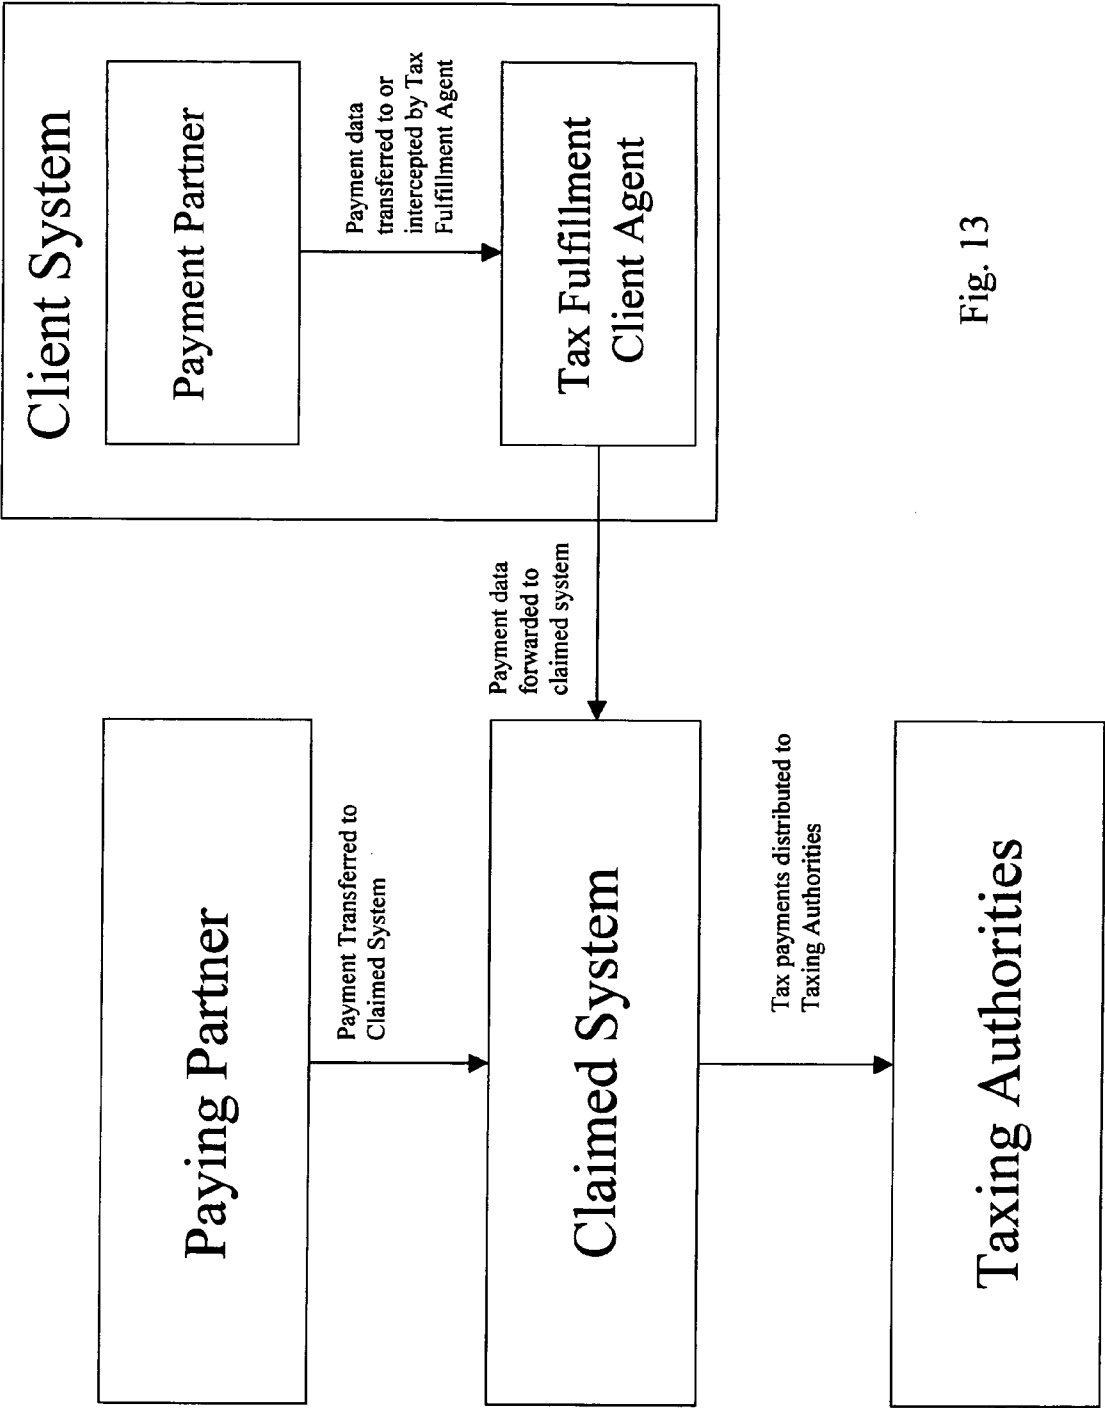 Client System
Payment Partner
Payment data
transferred to or
intercepted by Tax
Fulfillment Agent
Tax Fulfillment
Client Agent
Payment data
forwarded to
claimed system
Paying Partner
Payment Transferred to
Claimed System
Claimed System
Tax payments distributed to
Taxing Authorities
Taxing Authorities
Fig. 13